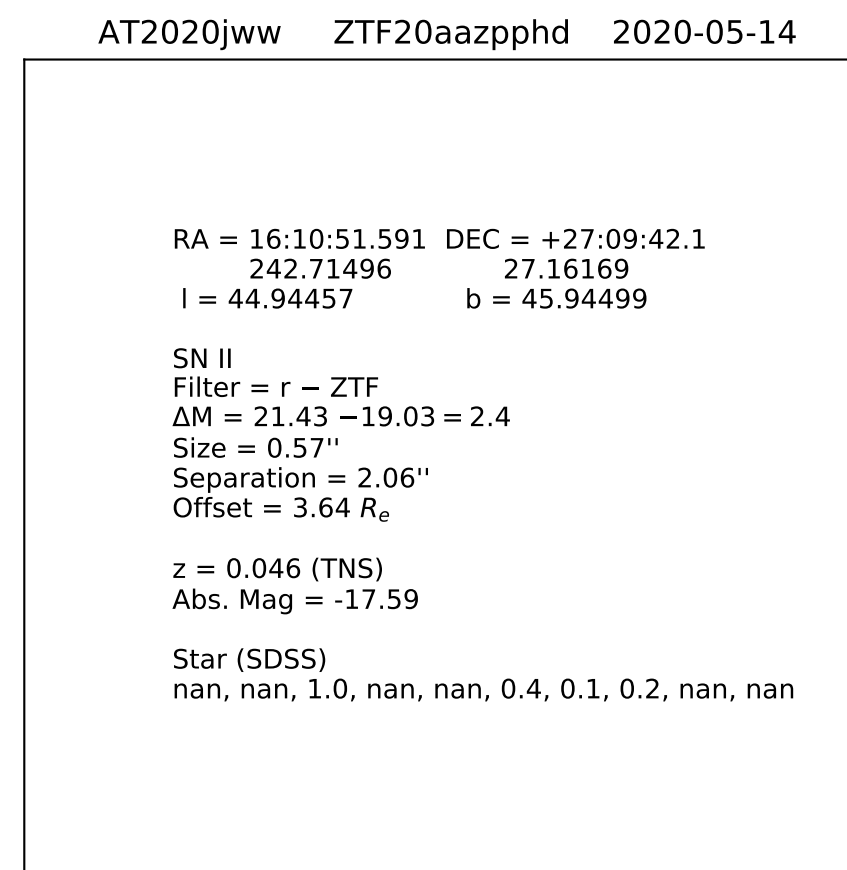 AT2020jww ZTF20aazpphd 2020-05-14
RA = 16:10:51.591 DEC = +27:09:42.1
242.71496 27.16169
l = 44.94457 b = 45.94499
SN II
Filter = r − ZTF
ΔM = 21.43 −19.03 = 2.4
Size = 0.57''
Separation = 2.06''
Offset = 3.64 Rₑ
z = 0.046 (TNS)
Abs. Mag = -17.59
Star (SDSS)
nan, nan, 1.0, nan, nan, 0.4, 0.1, 0.2, nan, nan